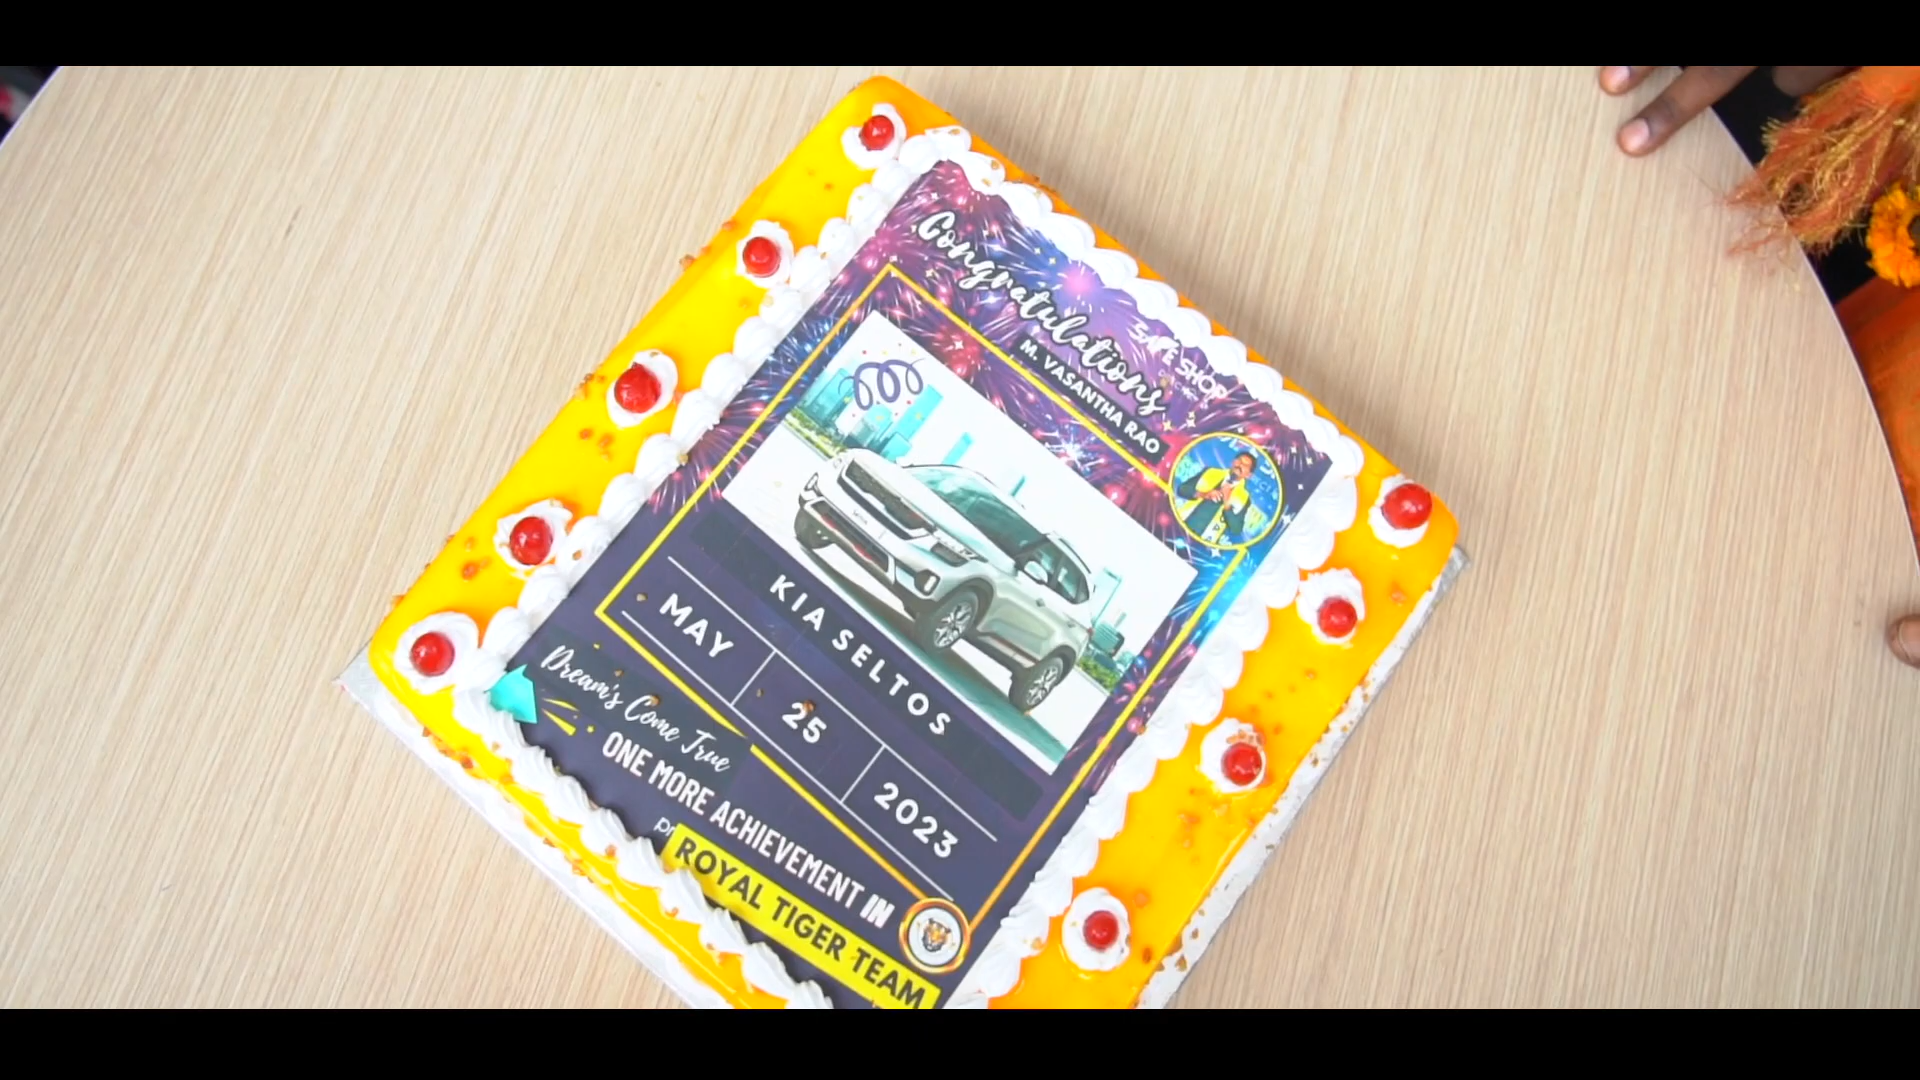 Congratulations
SAFE SHOP
M. VASANTHA RAO
KIA SELTOS
MAY
25
2023
Dream's Come True
ONE MORE ACHIEVEMENT IN
ROYAL TIGER TEAM